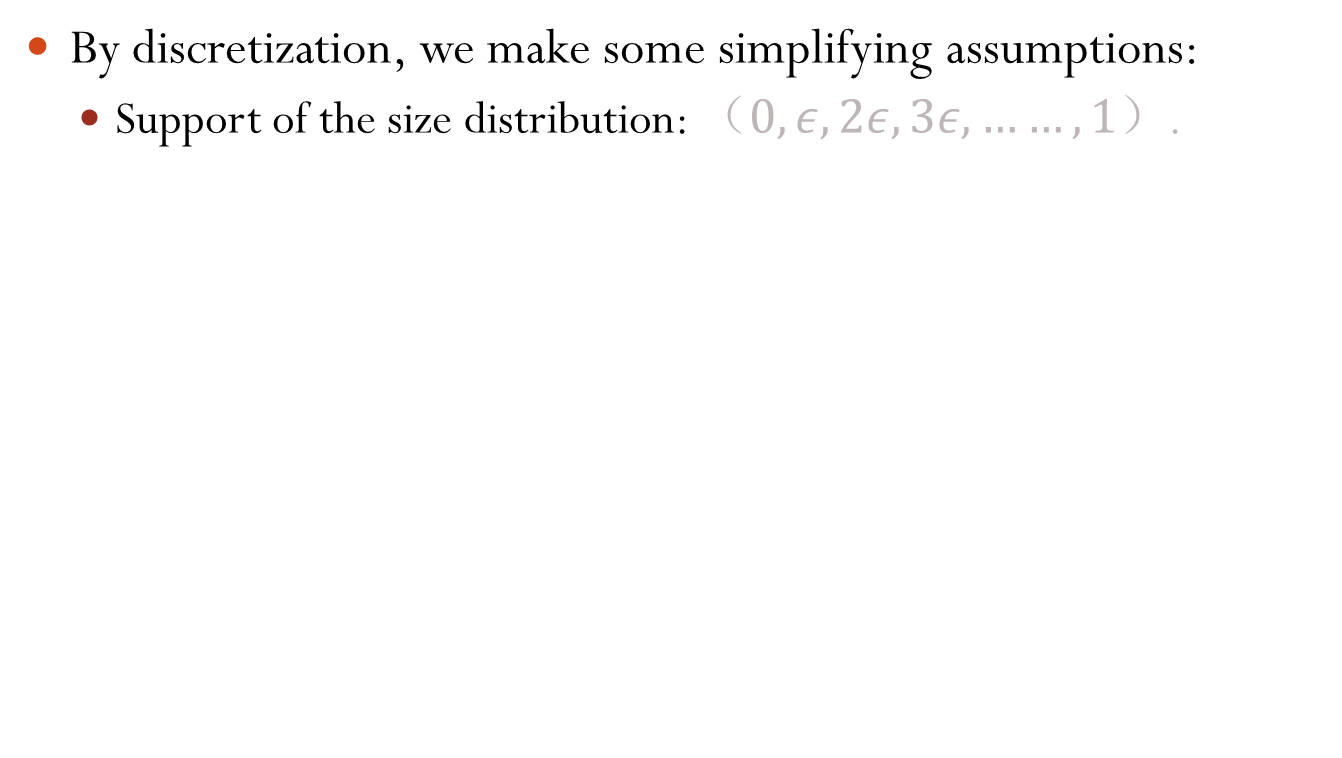 • By discretization, we make some simplifying assumptions:
• Support of the size distribution: （0, ϵ, 2ϵ, 3ϵ, … … , 1）.